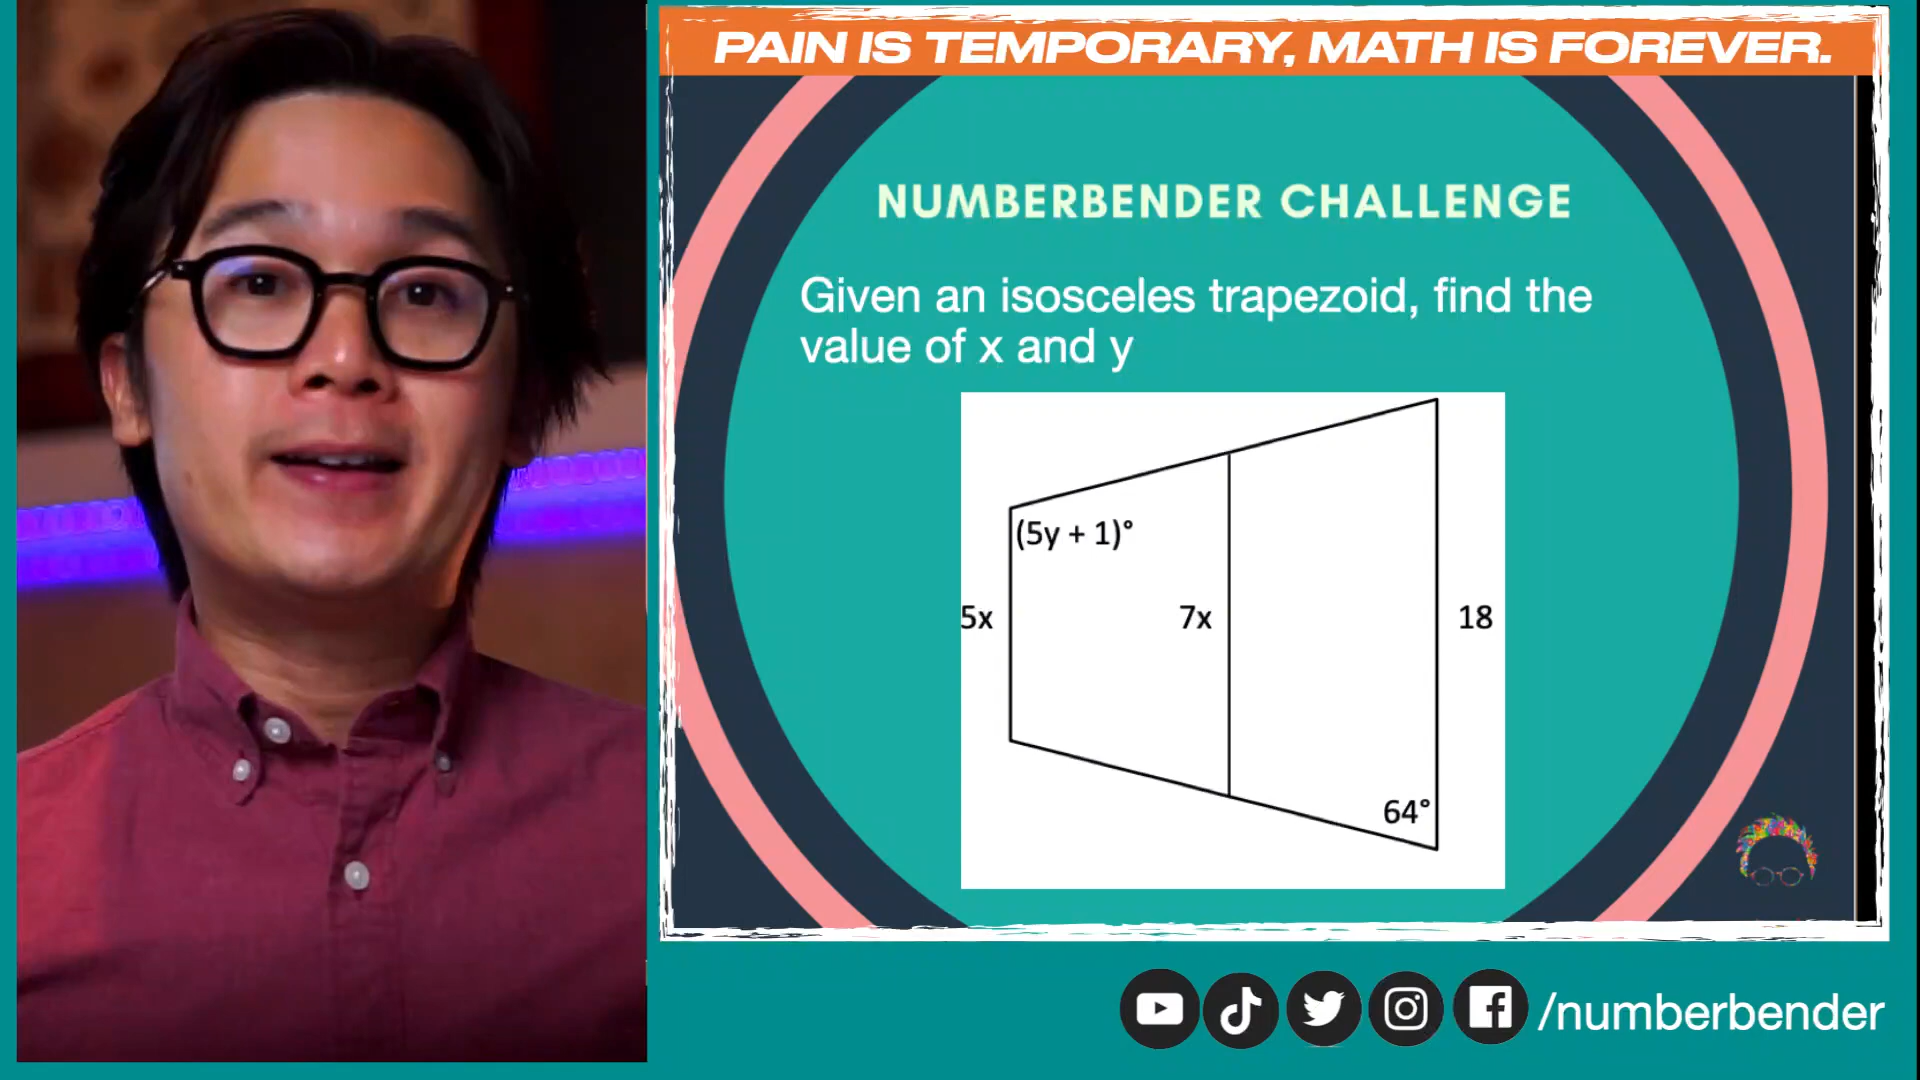 PAIN IS TEMPORARY, MATH IS FOREVER.
NUMBERBENDER CHALLENGE
Given an isosceles trapezoid, find the
value of x and y
(5y + 1)°
5x
7x
18
64°
/numberbender